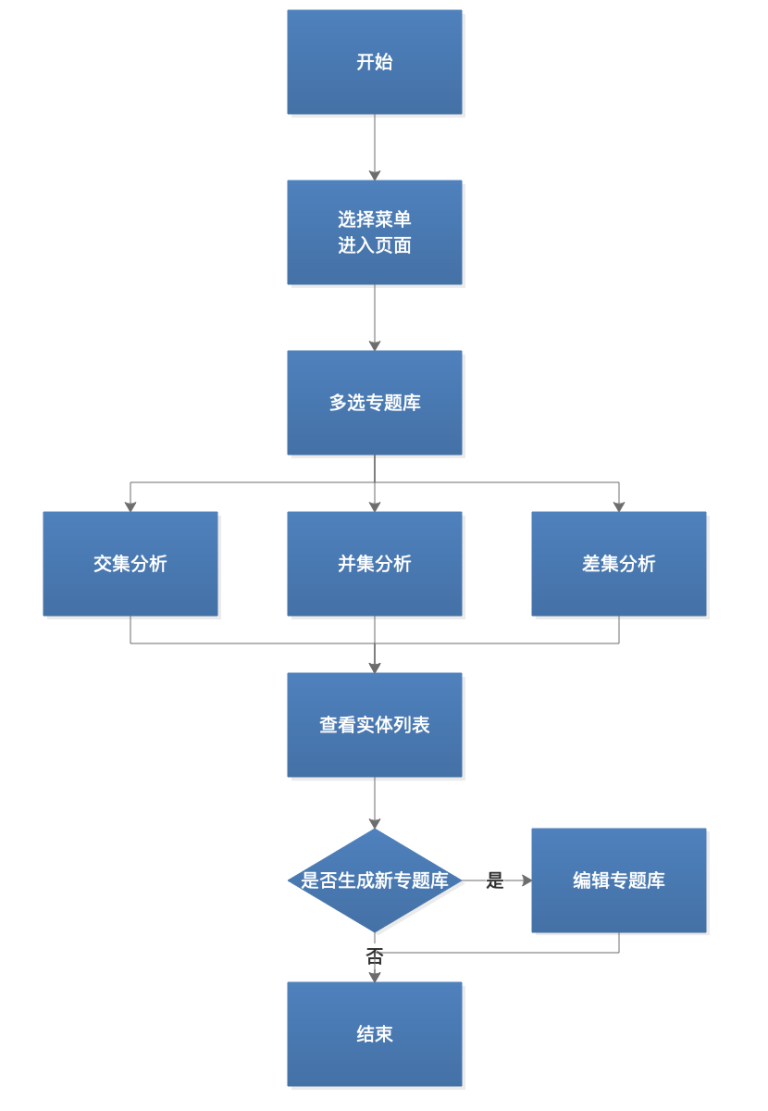 开始
选择菜单
进入页面
多选专题库
交集分析
并集分析
差集分析
查看实体列表
是否生成新专题库
是
编辑专题库
否
结束